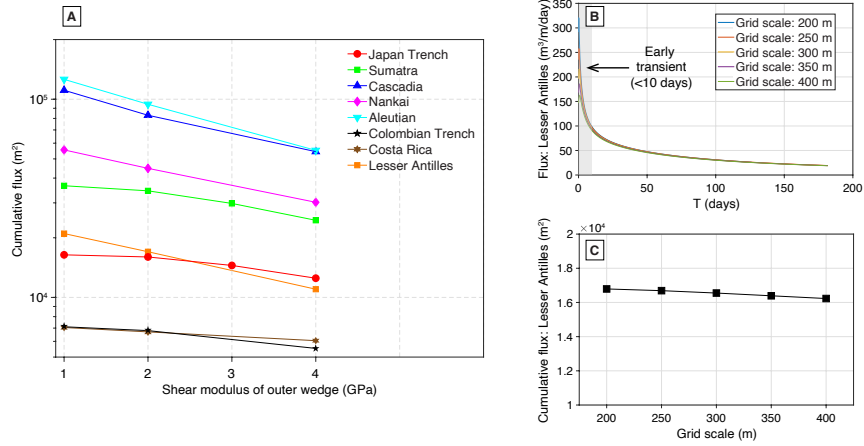 A
Cumulative flux (m²)
10⁵
10⁴
1 2 3 4
Shear modulus of outer wedge (GPa)
Japan Trench
Sumatra
Cascadia
Nankai
Aleutian
Colombian Trench
Costa Rica
Lesser Antilles
B
Flux: Lesser Antilles (m³/m/day)
350
300
250
200
150
100
50
0
0 50 100 150 200
T (days)
Early
transient
(<10 days)
Grid scale: 200 m
Grid scale: 250 m
Grid scale: 300 m
Grid scale: 350 m
Grid scale: 400 m
C
Cumulative flux: Lesser Antilles (m²)
×10⁴
2
1.8
1.6
1.4
1.2
1
200 250 300 350 400
Grid scale (m)